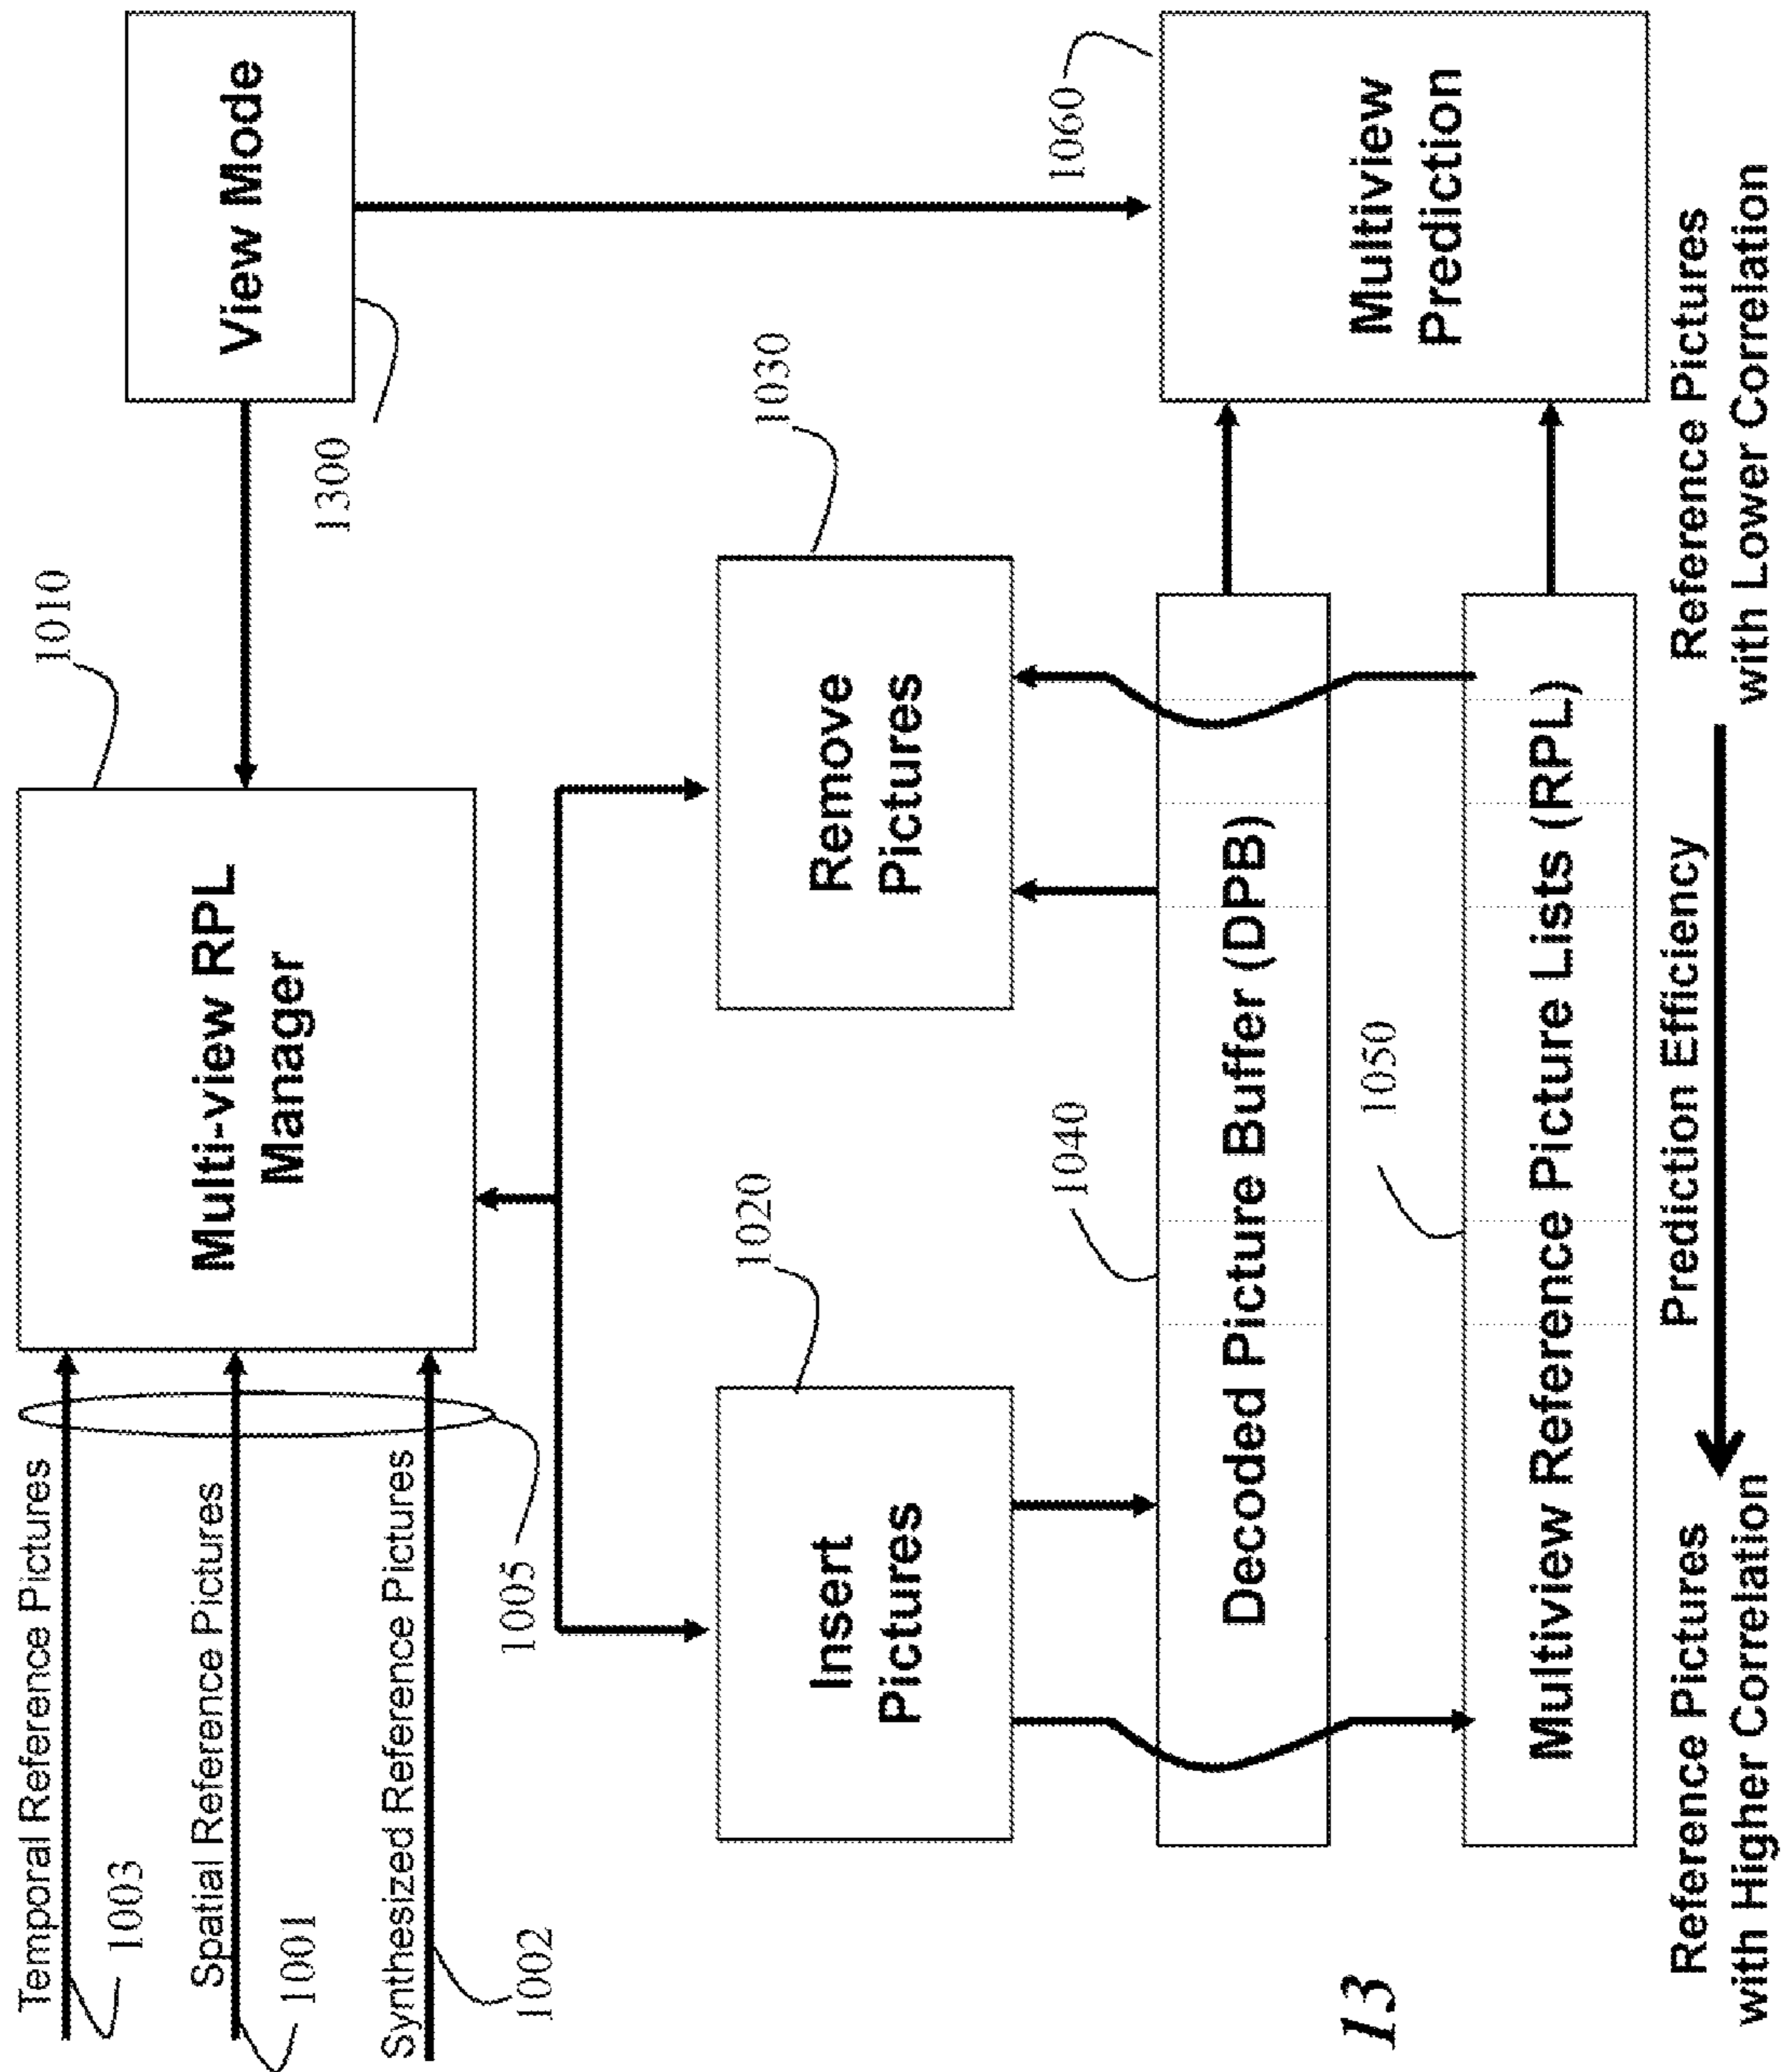 Temporal Reference Pictures
1003
Spatial Reference Pictures
1001
Synthesized Reference Pictures
1002
1005
Multi-view RPL
Manager
1010
View Mode
1300
Insert
Pictures
1020
Remove
Pictures
1030
Decoded Picture Buffer (DPB)
1040
Multiview Reference Picture Lists (RPL)
1050
Multiview
Prediction
1060
13
Reference Pictures
with Higher Correlation
Prediction Efficiency
Reference Pictures
with Lower Correlation